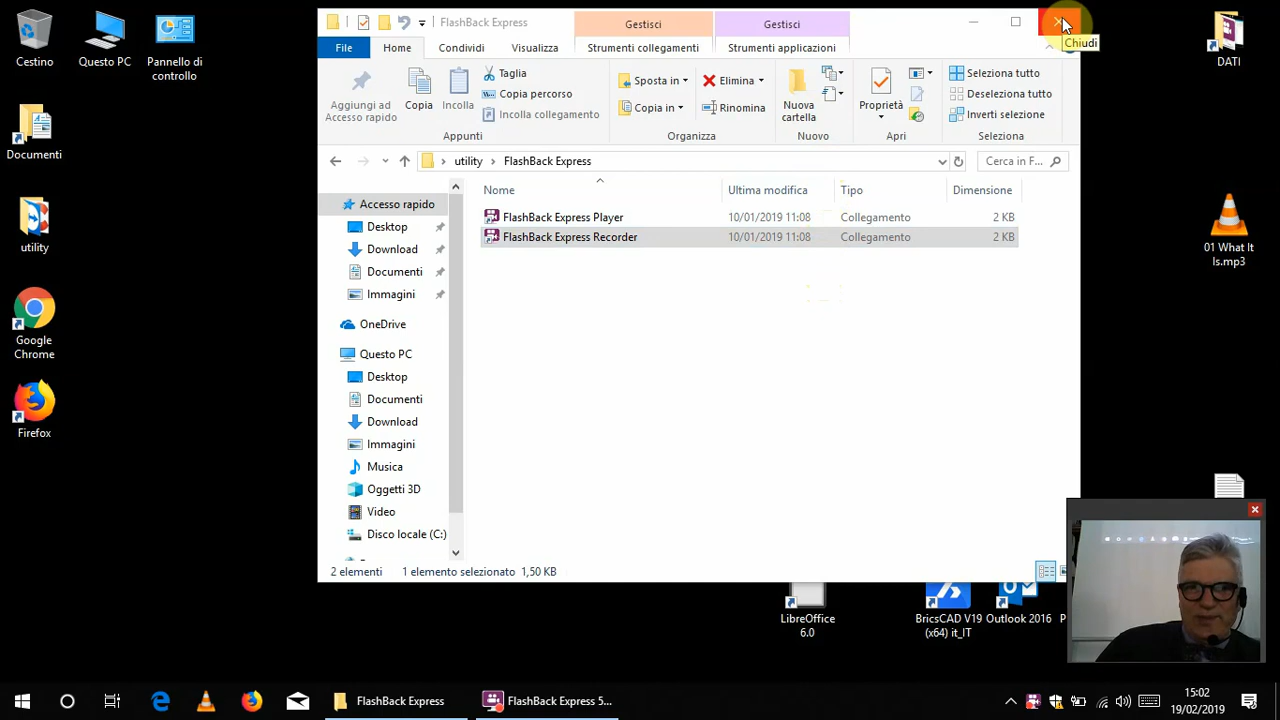 FlashBack Express
Gestisci
Gestisci
Chiudi
File
Home
Condividi
Visualizza
Strumenti collegamenti
Strumenti applicazioni
Aggiungi ad
Accesso rapido
Copia
Incolla
Taglia
Copia percorso
Incolla collegamento
Sposta in
Copia in
Elimina
Rinomina
Nuova
cartella
Proprietà
Seleziona tutto
Deseleziona tutto
Inverti selezione
Appunti
Organizza
Nuovo
Apri
Seleziona
utility
FlashBack Express
Cerca in F...
Nome
Ultima modifica
Tipo
Dimensione
FlashBack Express Player
10/01/2019 11:08
Collegamento
2 KB
FlashBack Express Recorder
10/01/2019 11:08
Collegamento
2 KB
Accesso rapido
Desktop
Download
Documenti
Immagini
OneDrive
Questo PC
Desktop
Documenti
Download
Immagini
Musica
Oggetti 3D
Video
Disco locale (C:)
2 elementi
1 elemento selezionato 1,50 KB
Cestino
Questo PC
Pannello di
controllo
Documenti
utility
Google
Chrome
Firefox
DATI
01 What It
Is.mp3
LibreOffice
6.0
BricsCAD V19
(x64) it_IT
Outlook 2016
FlashBack Express
FlashBack Express 5...
15:02
19/02/2019